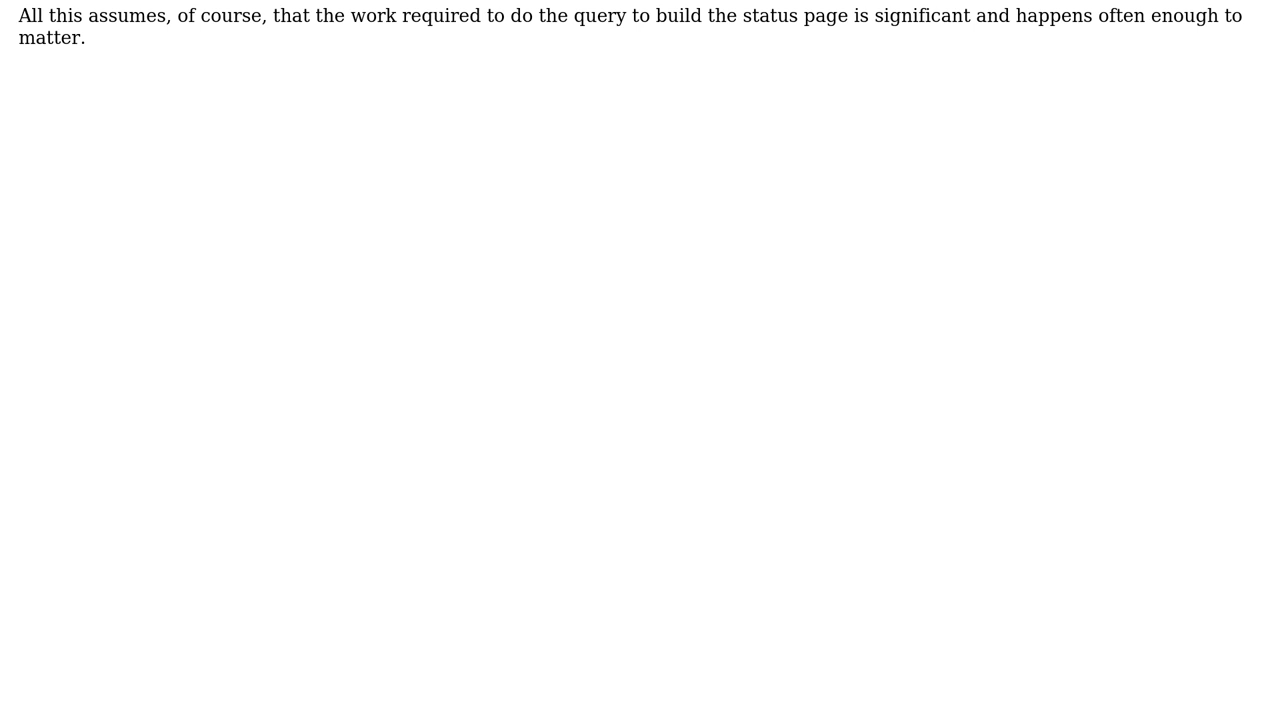 All this assumes, of course, that the work required to do the query to build the status page is significant and happens often enough to
matter.